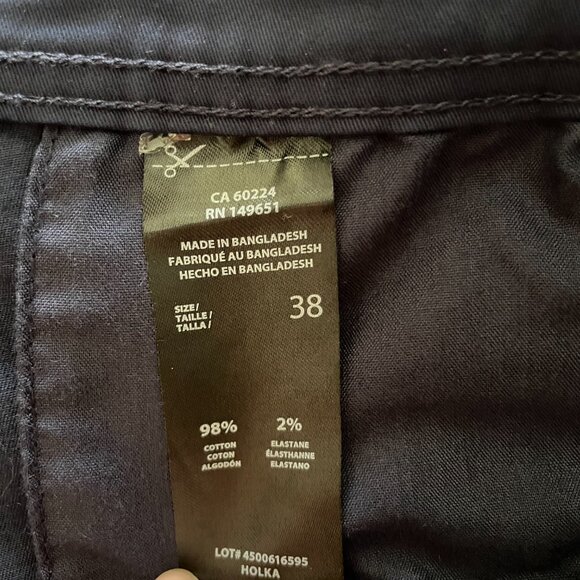 CA 60224
RN 149651
MADE IN BANGLADESH
FABRIQUÉ AU BANGLADESH
HECHO EN BANGLADESH
SIZE/
TAILLE/
TALLA/
38
98%
COTTON
COTON
ALGODÓN
2%
ELASTANE
ÉLASTHANNE
ELASTANO
LOT# 4500616595
HOLKA